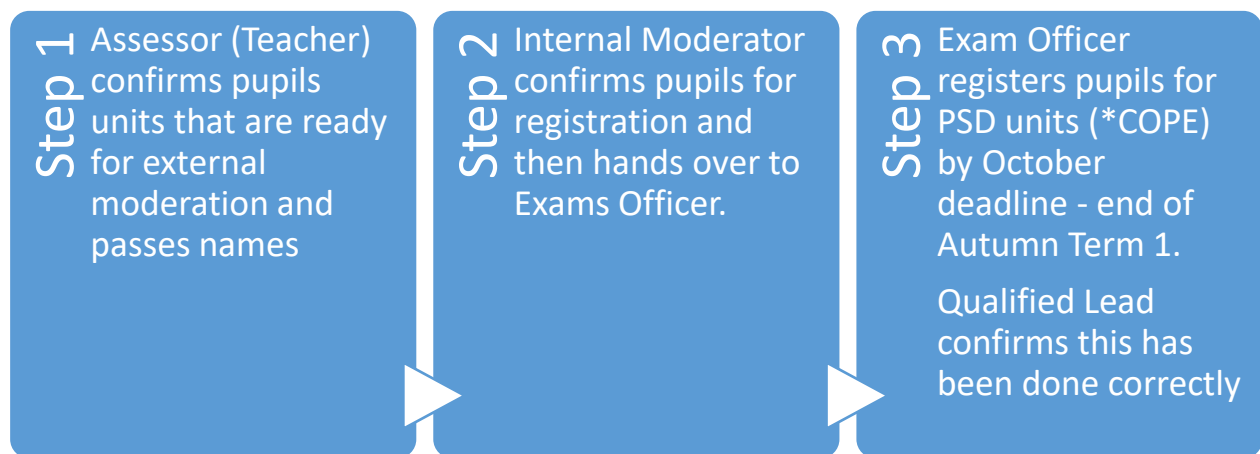 Step 1
Assessor (Teacher)
confirms pupils
units that are ready
for external
moderation and
passes names
Step 2
Internal Moderator
confirms pupils for
registration and
then hands over to
Exams Officer.
Step 3
Exam Officer
registers pupils for
PSD units (*COPE)
by October
deadline - end of
Autumn Term 1.
Qualified Lead
confirms this has
been done correctly